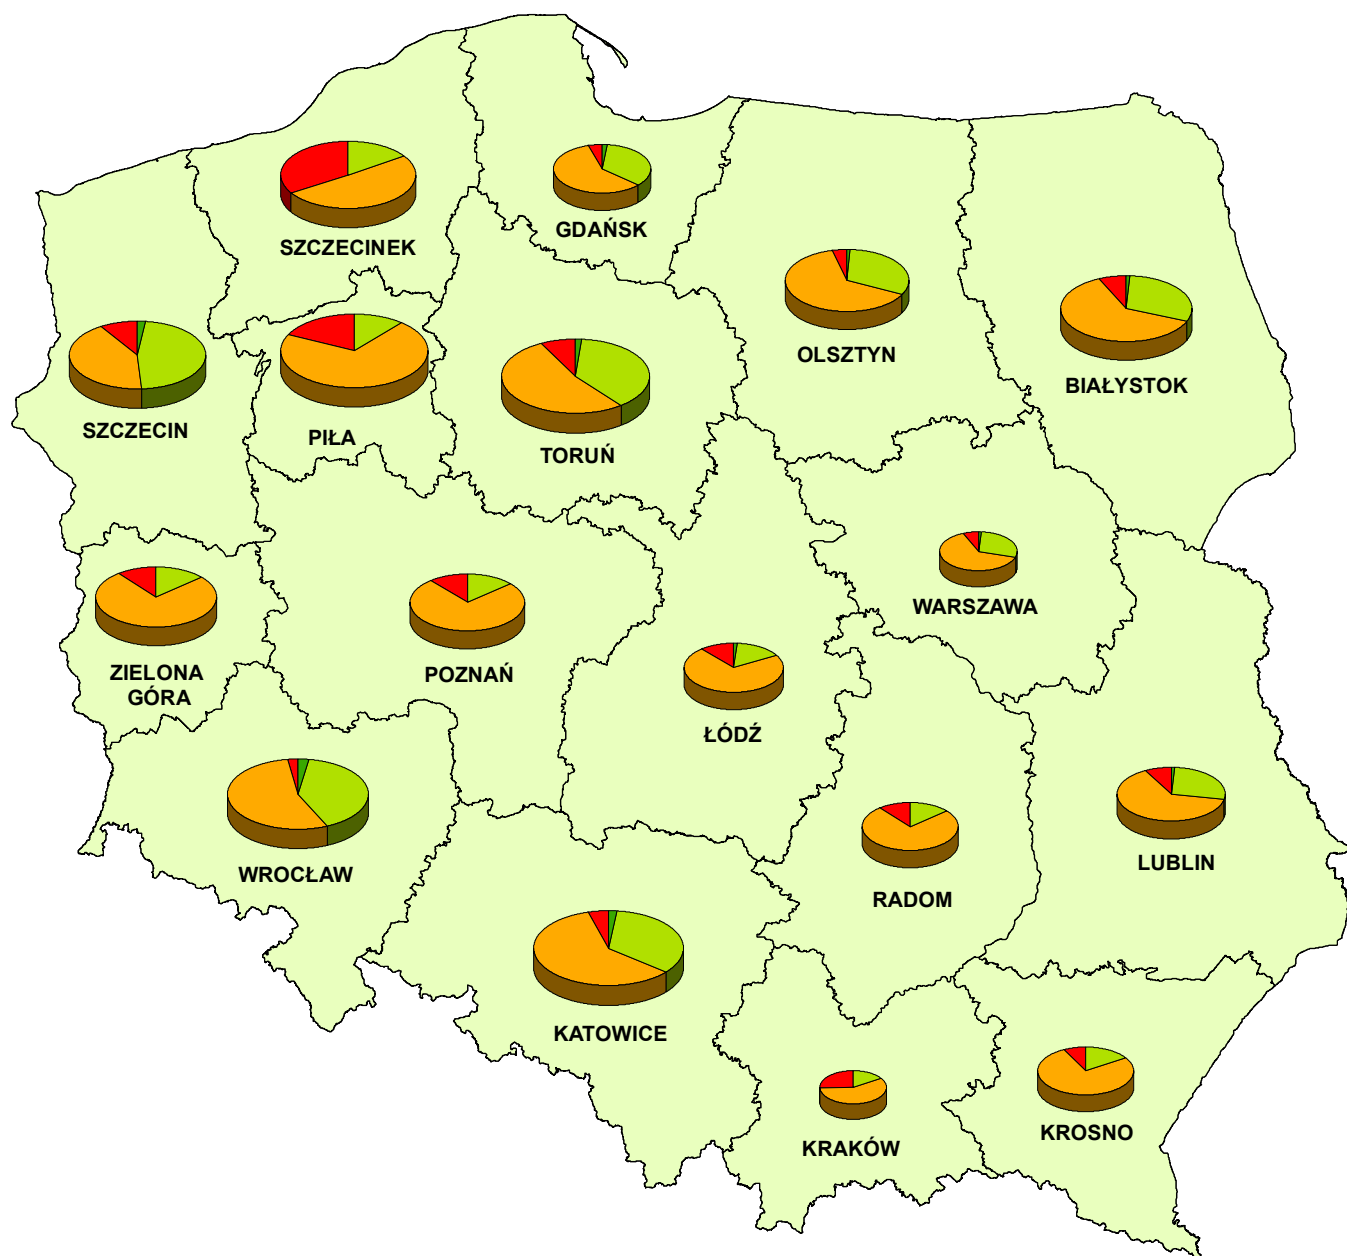 GDAŃSK
SZCZECINEK
OLSZTYN
BIAŁYSTOK
SZCZECIN
PIŁA
TORUŃ
WARSZAWA
ZIELONA
GÓRA
POZNAŃ
ŁÓDŹ
WROCŁAW
LUBLIN
RADOM
KATOWICE
KROSNO
KRAKÓW